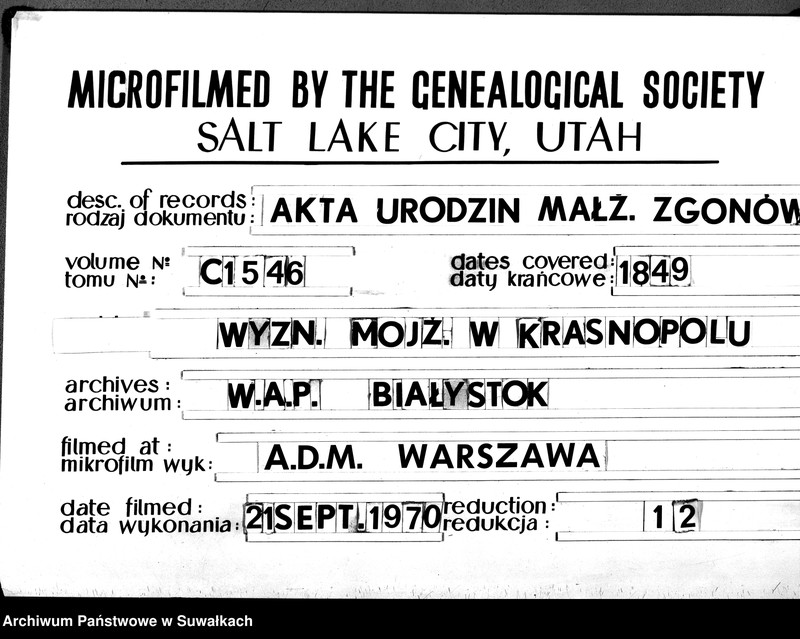 MICROFILMED BY THE GENEALOGICAL SOCIETY
SALT LAKE CITY, UTAH
desc. of records: AKTA URODZIN MAŁŻ. ZGONÓW
rodzaj dokumentu:
volume №: C1546 dates covered: 1849
tomu №: daty krańcowe:
WYZN. MOJŻ. W KRASNOPOLU
archives: W.A.P. BIAŁYSTOK
archiwum:
filmed at: A.D.M. WARSZAWA
mikrofilm wyk:
date filmed: 21SEPT.1970 reduction: 12
data wykonania: redukcja:
Archiwum Państwowe w Suwałkach